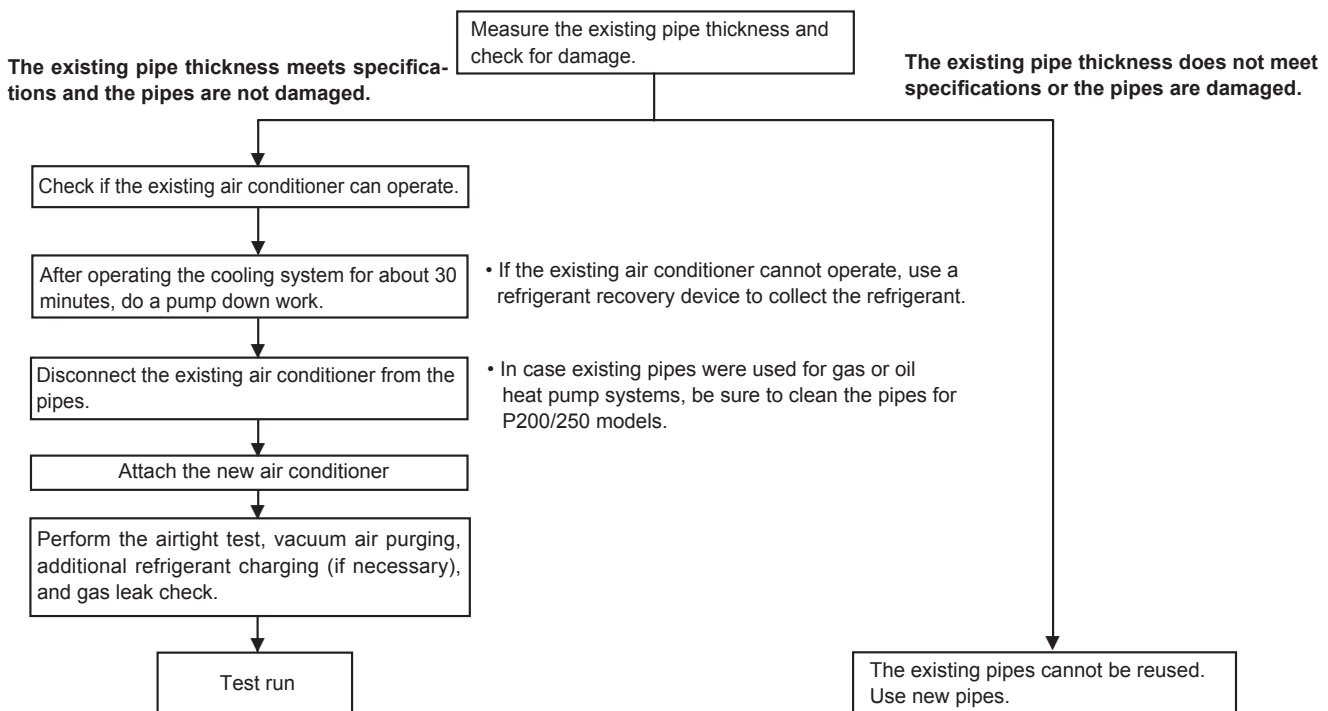 Measure the existing pipe thickness and
check for damage.
The existing pipe thickness meets specifica-
tions and the pipes are not damaged.
The existing pipe thickness does not meet
specifications or the pipes are damaged.
Check if the existing air conditioner can operate.
After operating the cooling system for about 30
minutes, do a pump down work.
• If the existing air conditioner cannot operate, use a
refrigerant recovery device to collect the refrigerant.
Disconnect the existing air conditioner from the
pipes.
• In case existing pipes were used for gas or oil
heat pump systems, be sure to clean the pipes for
P200/250 models.
Attach the new air conditioner
Perform the airtight test, vacuum air purging,
additional refrigerant charging (if necessary),
and gas leak check.
Test run
The existing pipes cannot be reused.
Use new pipes.